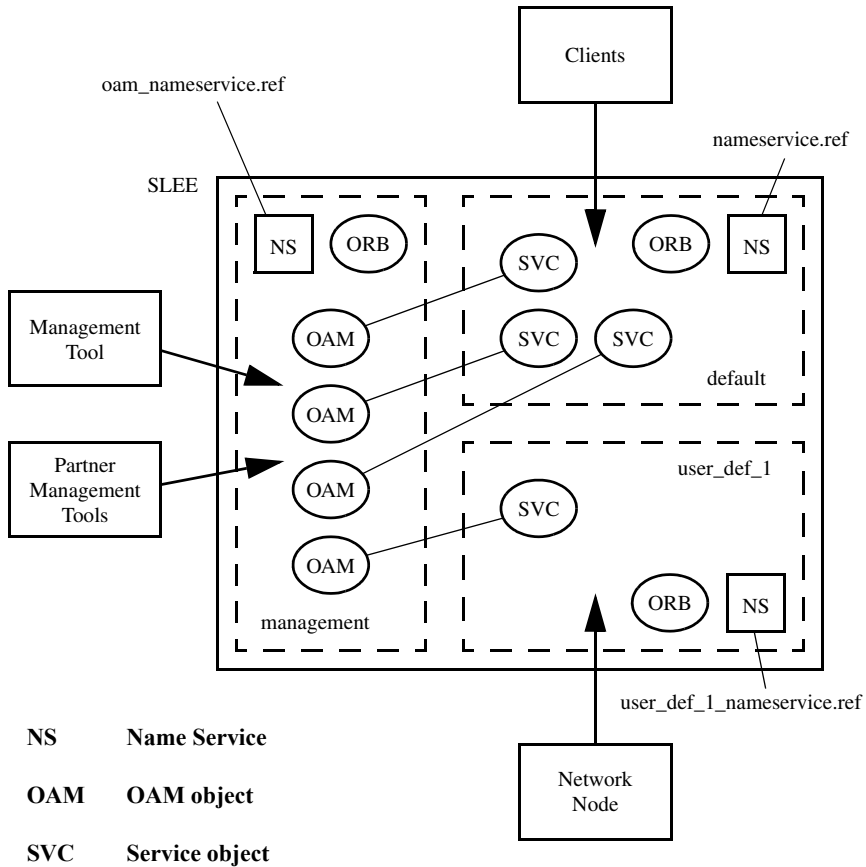 Clients
oam_nameservice.ref
nameservice.ref
SLEE
NS
ORB
SVC
ORB
NS
Management
Tool
OAM
SVC
SVC
default
OAM
Partner
Management
Tools
OAM
user_def_1
SVC
OAM
management
ORB
NS
user_def_1_nameservice.ref
NS Name Service
OAM OAM object
SVC Service object
Network
Node